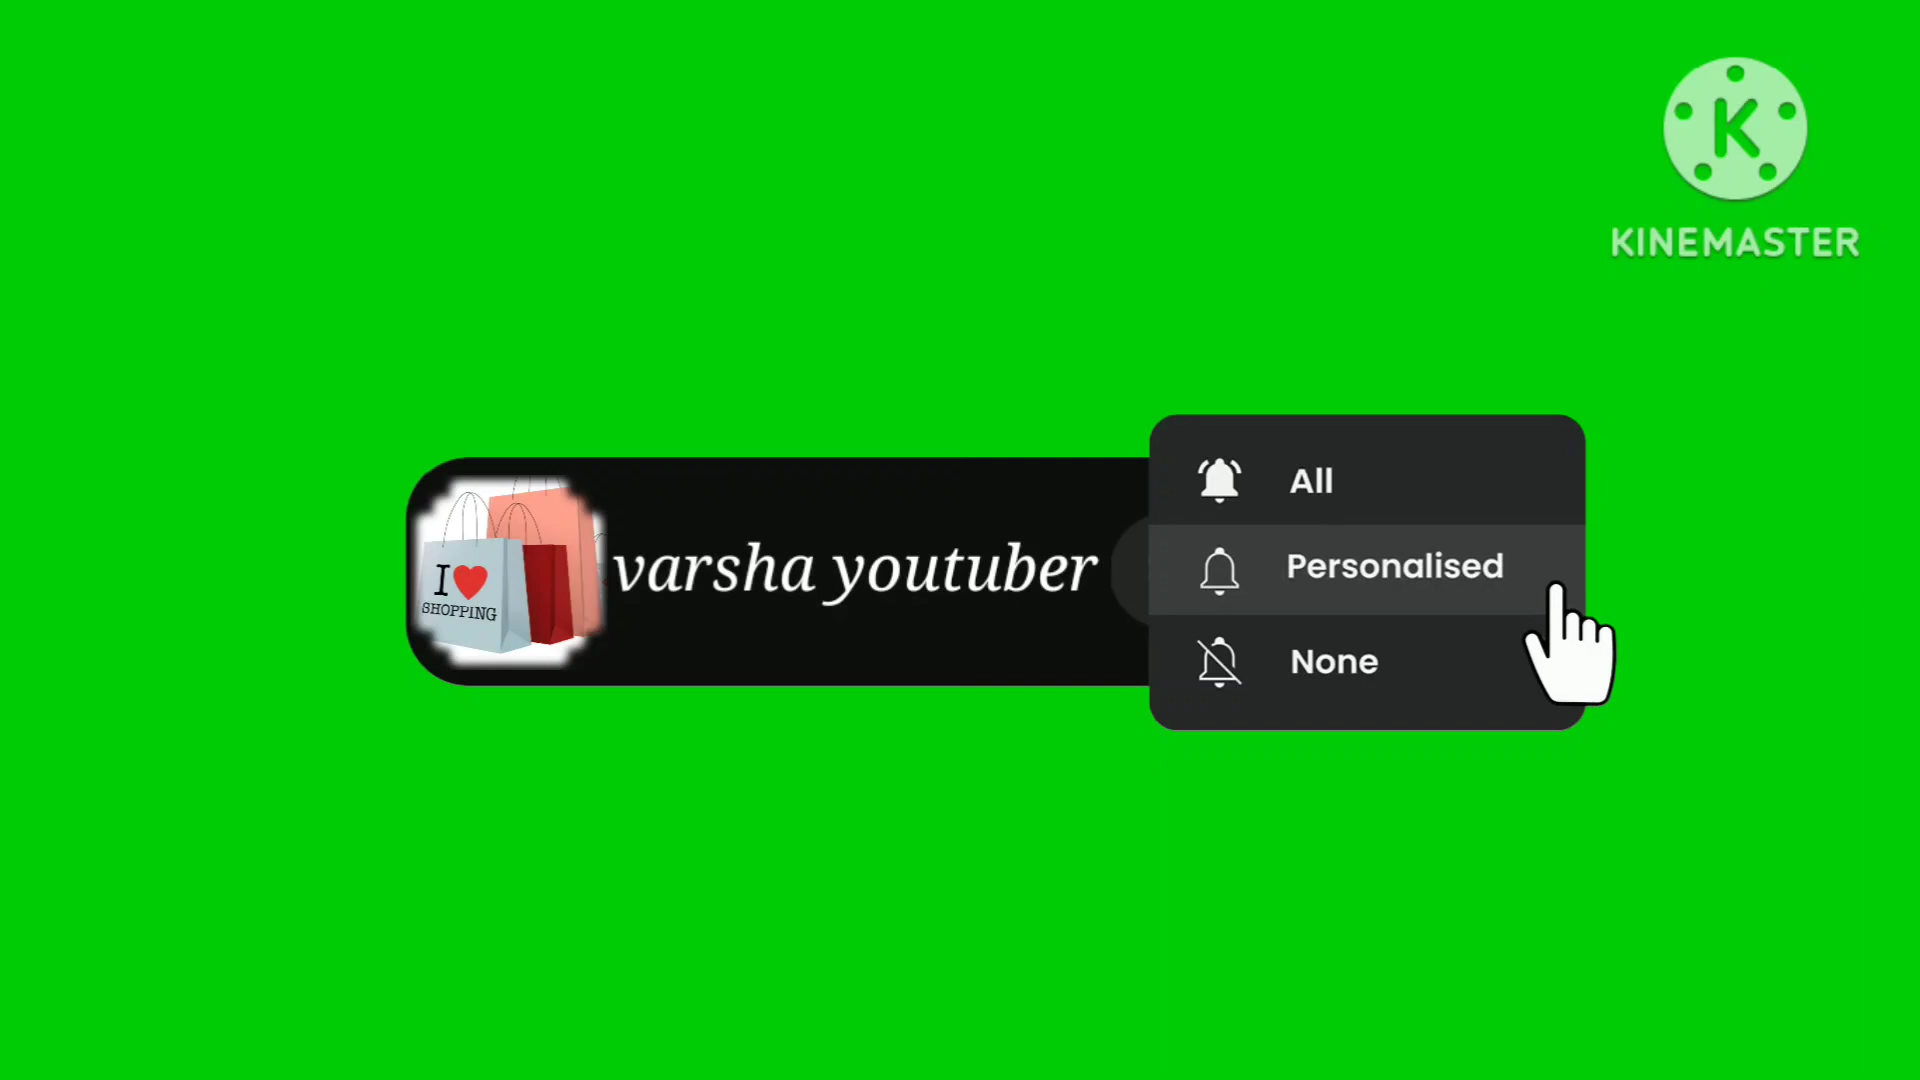 K
KINEMASTER
I
SHOPPING
varsha youtuber
All
Personalised
None